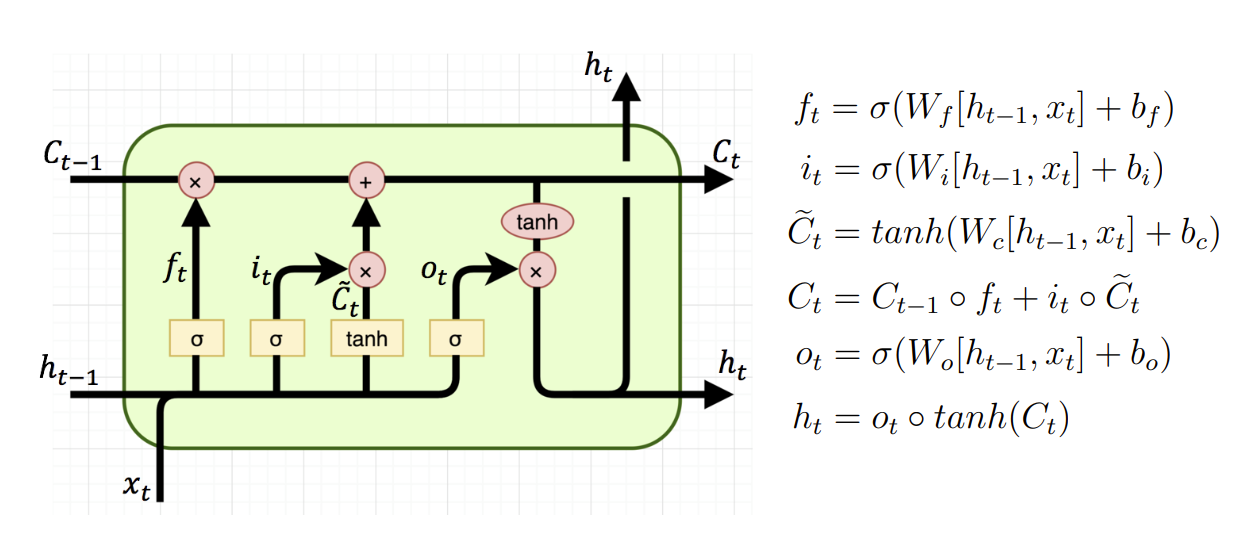 h_t
C_{t-1}
C_t
×
+
tanh
f_t
i_t
×
o_t
×
C̃_t
σ
σ
tanh
σ
h_{t-1}
h_t
x_t
f_t = σ(W_f[h_{t-1}, x_t] + b_f)
i_t = σ(W_i[h_{t-1}, x_t] + b_i)
C̃_t = tanh(W_c[h_{t-1}, x_t] + b_c)
C_t = C_{t-1} ∘ f_t + i_t ∘ C̃_t
o_t = σ(W_o[h_{t-1}, x_t] + b_o)
h_t = o_t ∘ tanh(C_t)